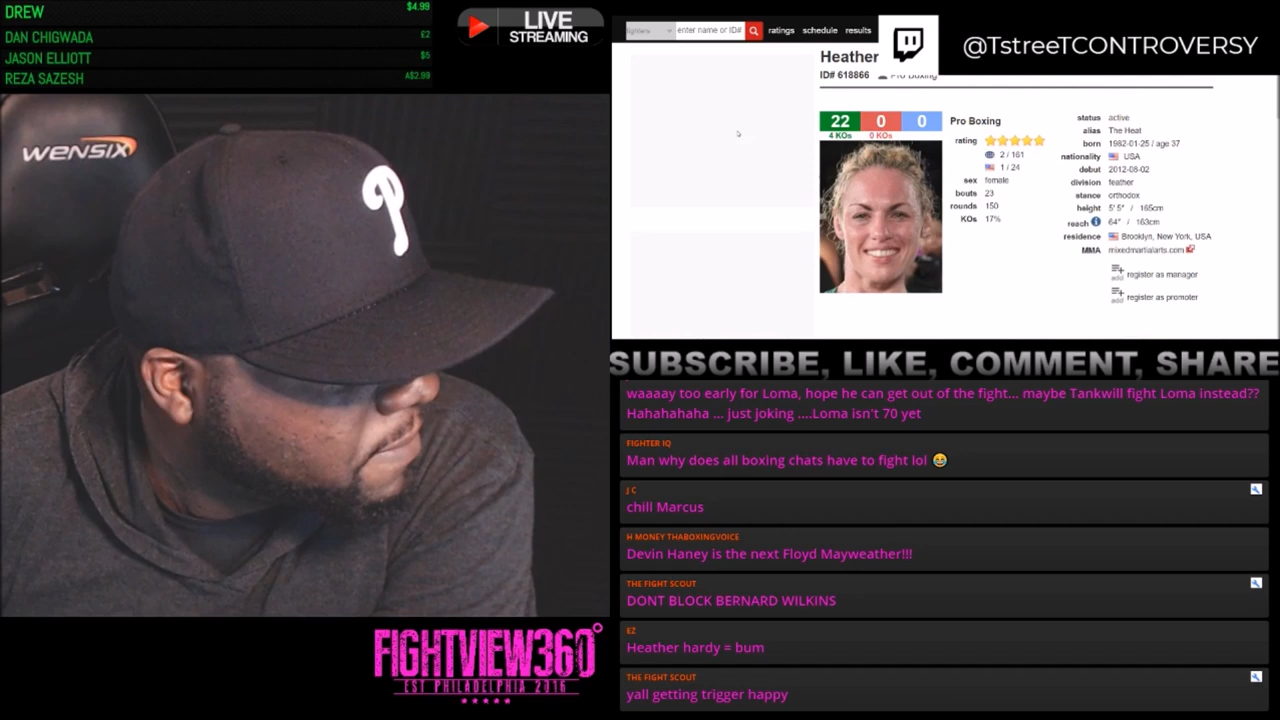 DREW $4.99
DAN CHIGWADA £2
JASON ELLIOTT $5
REZA SAZESH A$2.99
LIVE
STREAMING
WENSIX
P
fighters enter name or ID# ratings schedule results
@TstreeTCONTROVERSY
Heather
ID# 618866 Pro Boxing
22 0 0
4 KOs 0 KOs
Pro Boxing
rating
2 / 161
1 / 24
sex female
bouts 23
rounds 150
KOs 17%
status active
alias The Heat
born 1982-01-25 / age 37
nationality USA
debut 2012-08-02
division feather
stance orthodox
height 5' 5" / 165cm
reach 64" / 163cm
residence Brooklyn, New York, USA
MMA mixedmartialarts.com
add register as manager
add register as promoter
SUBSCRIBE, LIKE, COMMENT, SHARE
waaaay too early for Loma, hope he can get out of the fight... maybe Tankwill fight Loma instead??
Hahahahaha ... just joking ....Loma isn't 70 yet
FIGHTER IQ
Man why does all boxing chats have to fight lol 😂
J C
chill Marcus
H MONEY THABOXINGVOICE
Devin Haney is the next Floyd Mayweather!!!
THE FIGHT SCOUT
DONT BLOCK BERNARD WILKINS
EZ
Heather hardy = bum
THE FIGHT SCOUT
yall getting trigger happy
FIGHTVIEW360°
EST PHILADELPHIA 2016